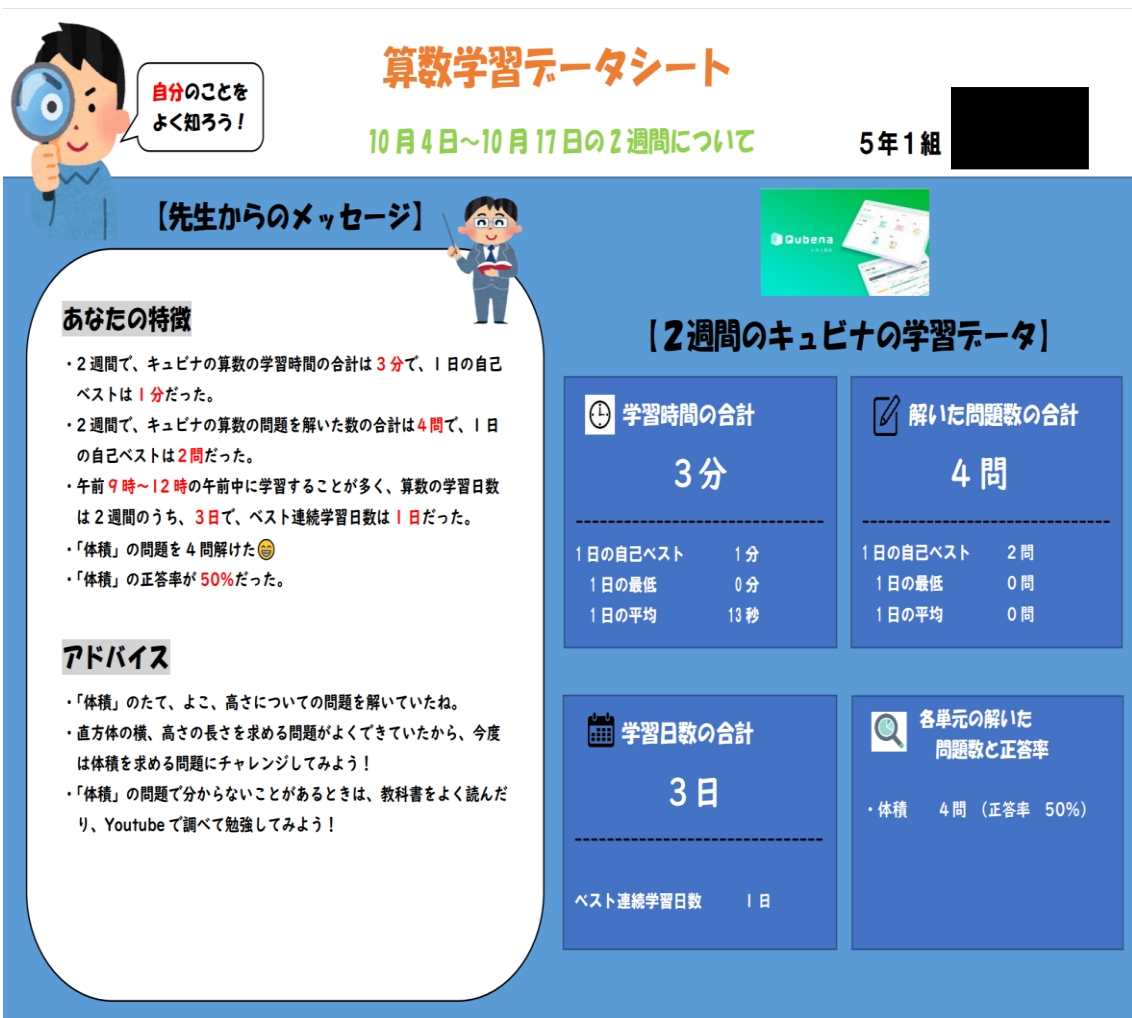 自分のことを
よく知ろう！
算数学習データシート
10月4日～10月17日の2週間について
5年1組
【先生からのメッセージ】
あなたの特徴
・2週間で、キュビナの算数の学習時間の合計は3分で、1日の自己
ベストは1分だった。
・2週間で、キュビナの算数の問題を解いた数の合計は4問で、1日
の自己ベストは2問だった。
・午前9時～12時の午前中に学習することが多く、算数の学習日数
は2週間のうち、3日で、ベスト連続学習日数は1日だった。
・「体積」の問題を4問解けた😁
・「体積」の正答率が50%だった。
アドバイス
・「体積」のたて、よこ、高さについての問題を解いていたね。
・直方体の横、高さの長さを求める問題がよくできていたから、今度
は体積を求める問題にチャレンジしてみよう！
・「体積」の問題で分からないことがあるときは、教科書をよく読んだ
り、Youtubeで調べて勉強してみよう！
Qubena
【2週間のキュビナの学習データ】
学習時間の合計
3分
1日の自己ベスト 1分
1日の最低 0分
1日の平均 13秒
解いた問題数の合計
4問
1日の自己ベスト 2問
1日の最低 0問
1日の平均 0問
学習日数の合計
3日
ベスト連続学習日数 1日
各単元の解いた
問題数と正答率
・体積 4問 （正答率 50%）